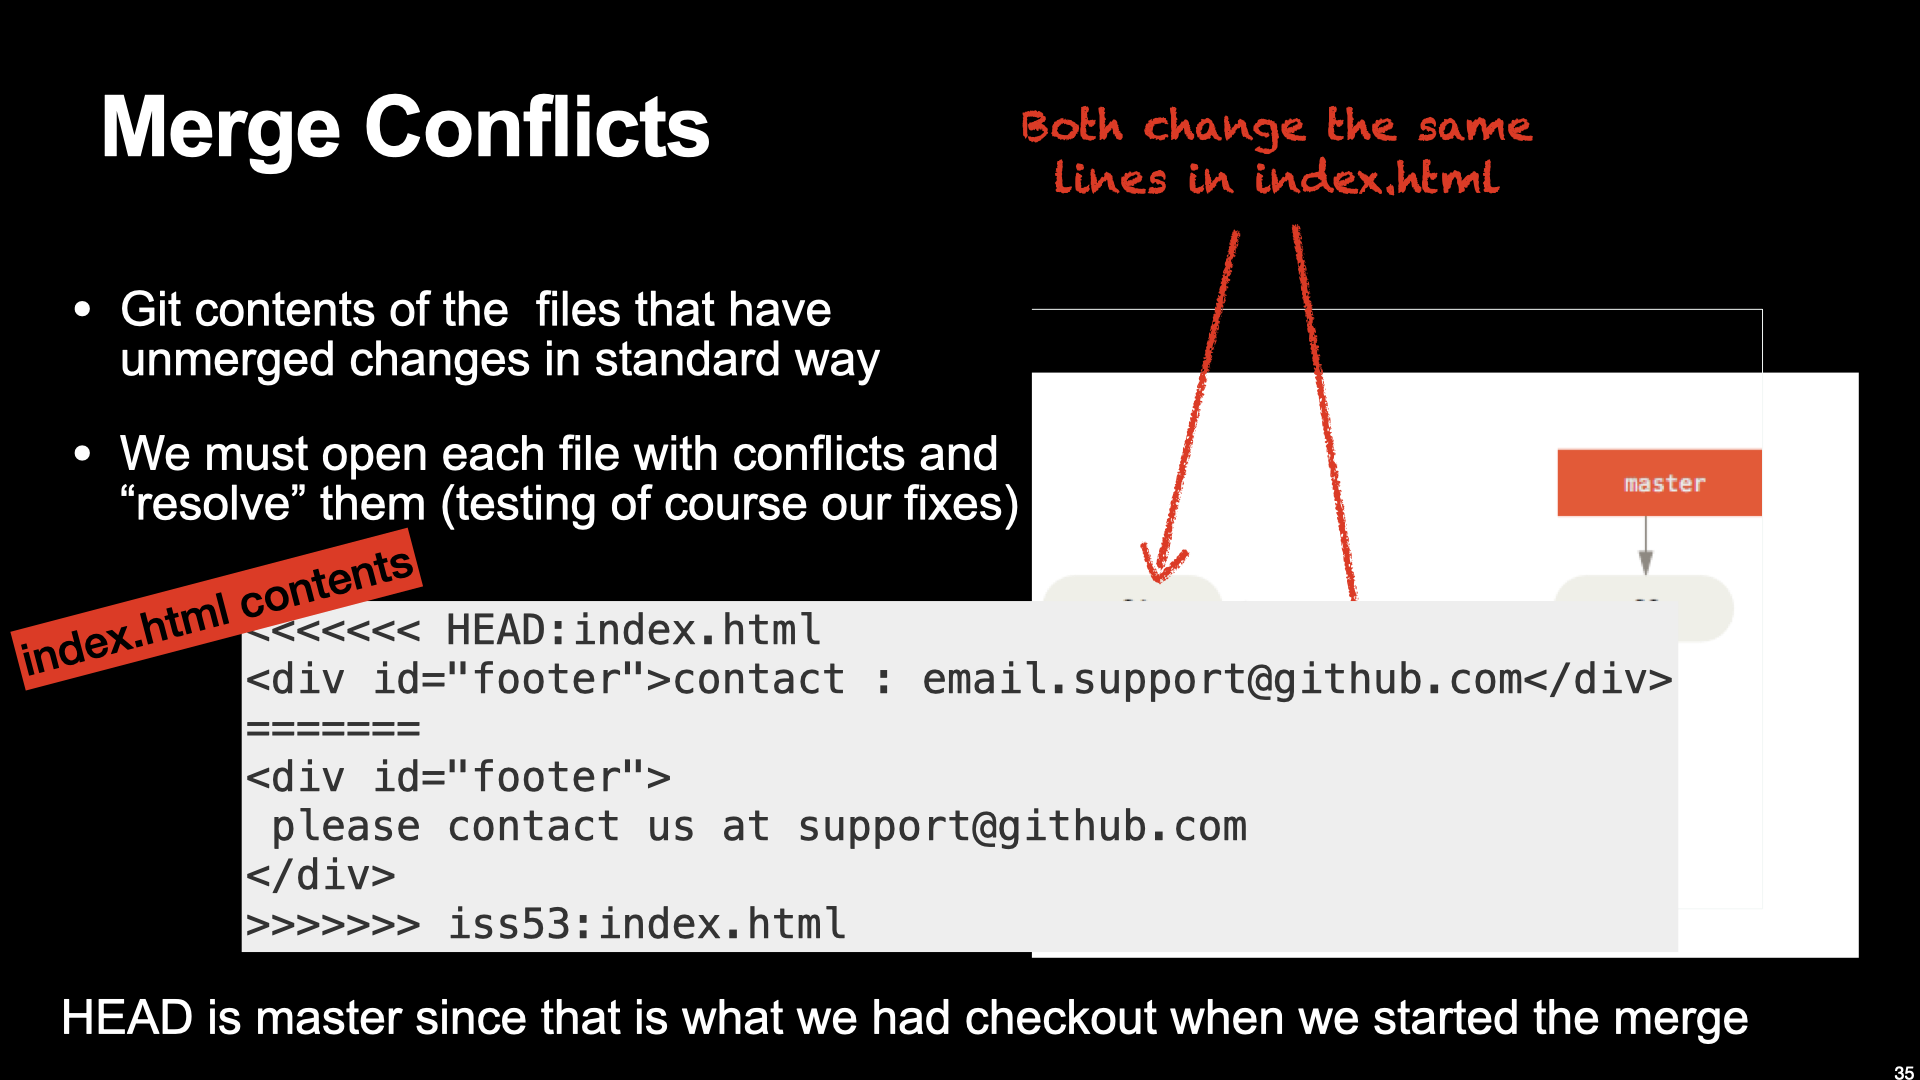 Merge Conflicts
Both change the same
lines in index.html
• Git contents of the  files that have
unmerged changes in standard way
• We must open each file with conflicts and
“resolve” them (testing of course our fixes)
master
index.html contents
<<<<<<< HEAD:index.html
<div id="footer">contact : email.support@github.com</div>
=======
<div id="footer">
 please contact us at support@github.com
</div>
>>>>>>> iss53:index.html
HEAD is master since that is what we had checkout when we started the merge
35